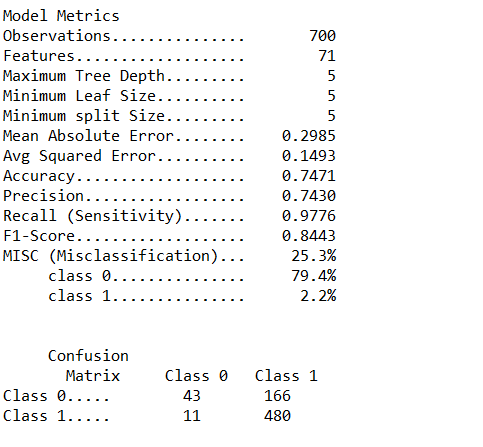 Model Metrics
Observations............... 700
Features................... 71
Maximum Tree Depth......... 5
Minimum Leaf Size.......... 5
Minimum split Size......... 5
Mean Absolute Error........ 0.2985
Avg Squared Error.......... 0.1493
Accuracy................... 0.7471
Precision.................. 0.7430
Recall (Sensitivity)....... 0.9776
F1-Score................... 0.8443
MISC (Misclassification)... 25.3%
class 0............... 79.4%
class 1............... 2.2%
Confusion
Matrix Class 0 Class 1
Class 0..... 43 166
Class 1..... 11 480